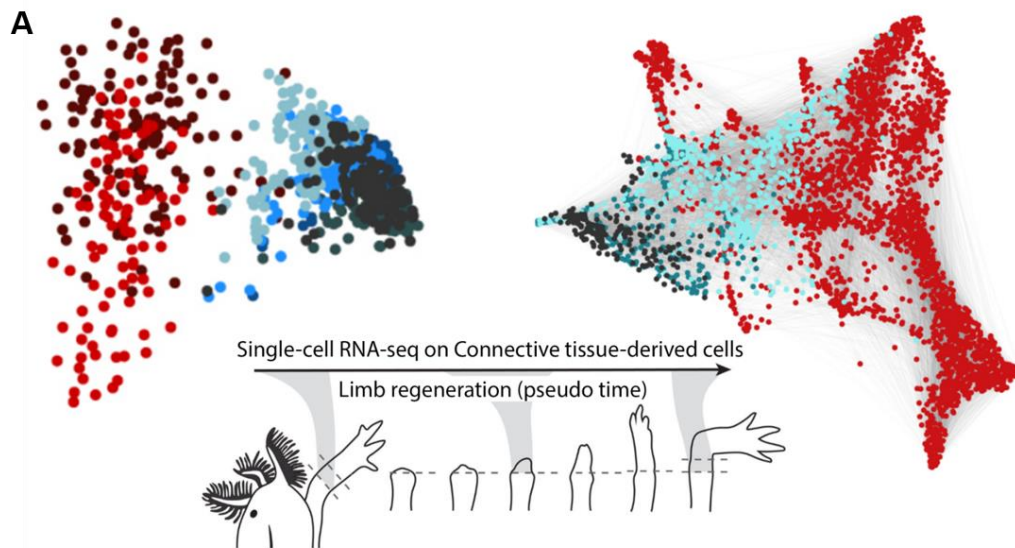 A
Single-cell RNA-seq on Connective tissue-derived cells
Limb regeneration (pseudo time)